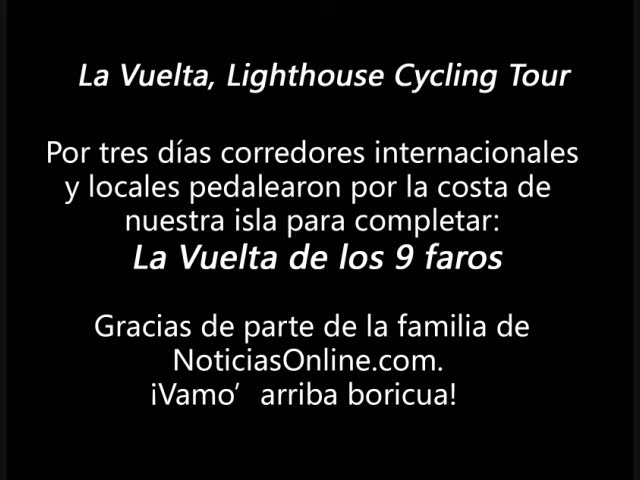 La Vuelta, Lighthouse Cycling Tour
Por tres días corredores internacionales
y locales pedalearon por la costa de
nuestra isla para completar:
La Vuelta de los 9 faros
Gracias de parte de la familia de
NoticiasOnline.com.
¡Vamo’ arriba boricua!